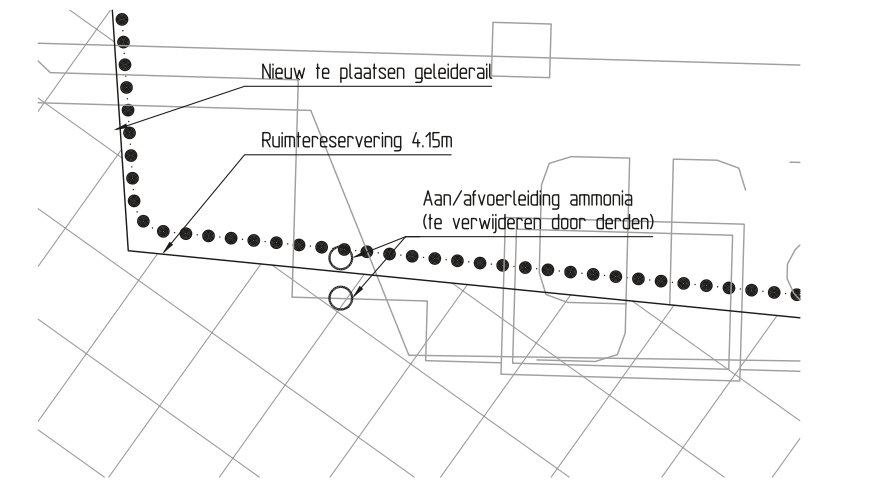 Nieuw te plaatsen geleiderail
Ruimtereservering 4.15m
Aan/afvoerleiding ammonia
(te verwijderen door derden)